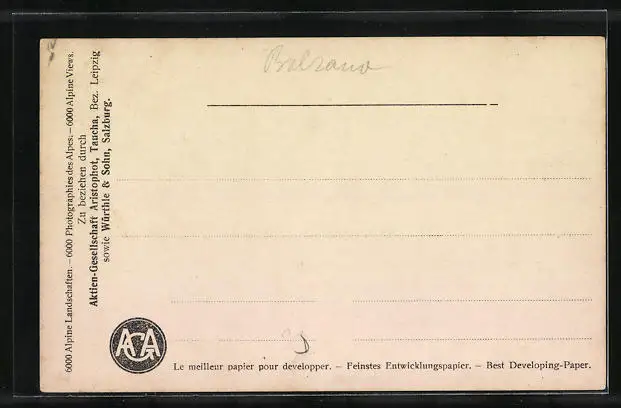 Bolzano
6000 Alpine Landschaften. — 6000 Photographies des Alpes. — 6000 Alpine Views.
Zu beziehen durch
Aktien-Gesellschaft Aristophot, Taucha, Bez. Leipzig
sowie Würthle & Sohn, Salzburg.
AGA
Le meilleur papier pour developper. — Feinstes Entwicklungspapier. — Best Developing-Paper.